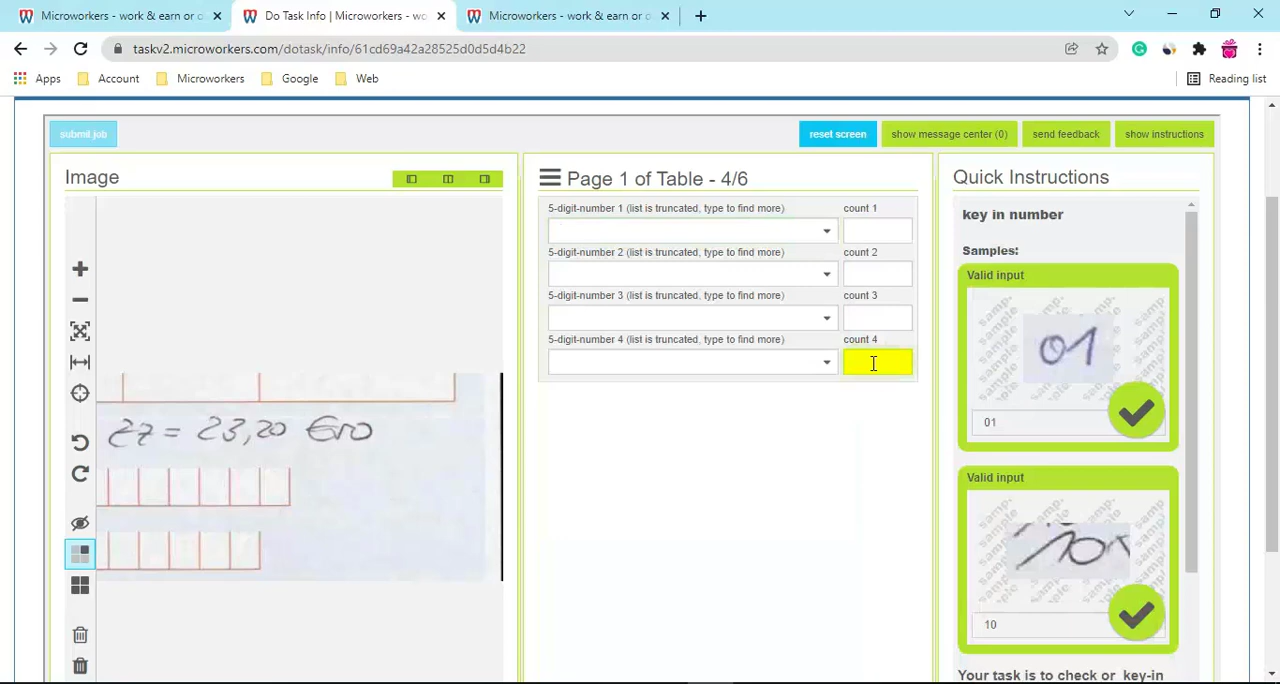 Microworkers - work & earn or c
Do Task Info | Microworkers - wo
Microworkers - work & earn or c
taskv2.microworkers.com/dotask/info/61cd69a42a28525d0d5d4b22
Apps Account Microworkers Google Web Reading list
submit job reset screen show message center (0) send feedback show instructions
Image
ZZ = 23,20 Euro
Page 1 of Table - 4/6
5-digit-number 1 (list is truncated, type to find more) count 1
5-digit-number 2 (list is truncated, type to find more) count 2
5-digit-number 3 (list is truncated, type to find more) count 3
5-digit-number 4 (list is truncated, type to find more) count 4
Quick Instructions
key in number
Samples:
Valid input
01
01
Valid input
10
Your task is to check or key-in